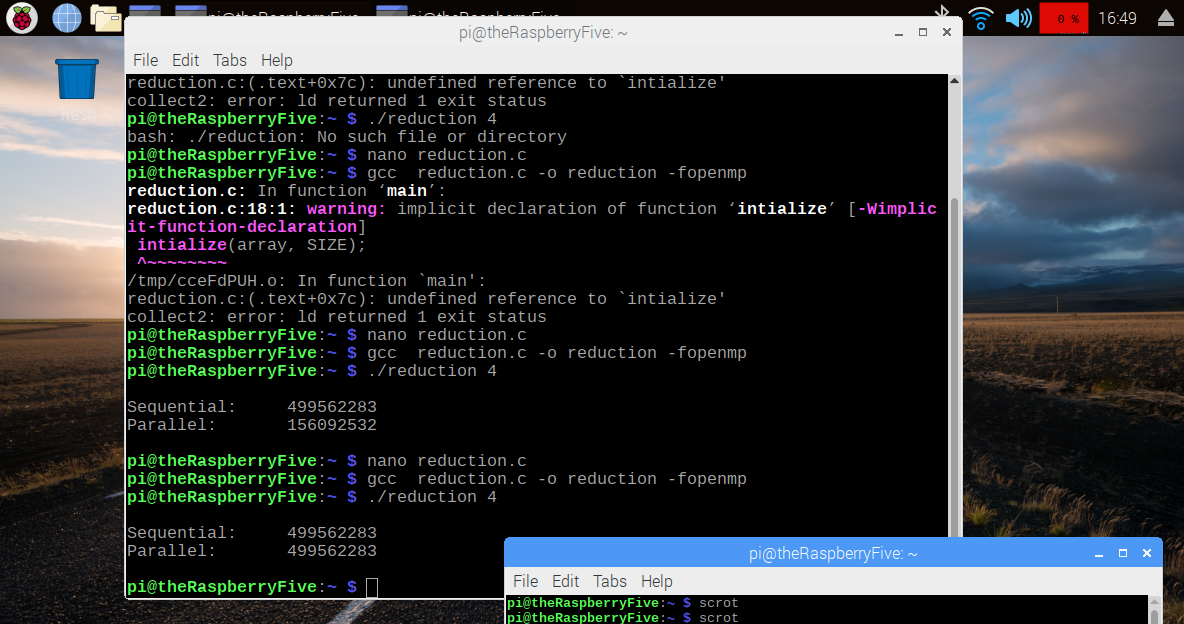 pi@theRaspberryFive pi@theRaspberryFive 0 % 16:49
pi@theRaspberryFive: ~
File Edit Tabs Help
reduction.c:(.text+0x7c): undefined reference to `intialize'
collect2: error: ld returned 1 exit status
pi@theRaspberryFive:~ $ ./reduction 4
bash: ./reduction: No such file or directory
pi@theRaspberryFive:~ $ nano reduction.c
pi@theRaspberryFive:~ $ gcc  reduction.c -o reduction -fopenmp
reduction.c: In function ‘main’:
reduction.c:18:1: warning: implicit declaration of function ‘intialize’ [-Wimplic
it-function-declaration]
 intialize(array, SIZE);
 ^~~~~~~~~
/tmp/cceFdPUH.o: In function `main':
reduction.c:(.text+0x7c): undefined reference to `intialize'
collect2: error: ld returned 1 exit status
pi@theRaspberryFive:~ $ nano reduction.c
pi@theRaspberryFive:~ $ gcc  reduction.c -o reduction -fopenmp
pi@theRaspberryFive:~ $ ./reduction 4
Sequential:     499562283
Parallel:       156092532
pi@theRaspberryFive:~ $ nano reduction.c
pi@theRaspberryFive:~ $ gcc  reduction.c -o reduction -fopenmp
pi@theRaspberryFive:~ $ ./reduction 4
Sequential:     499562283
Parallel:       499562283
pi@theRaspberryFive:~ $
pi@theRaspberryFive: ~
File Edit Tabs Help
pi@theRaspberryFive:~ $ scrot
pi@theRaspberryFive:~ $ scrot